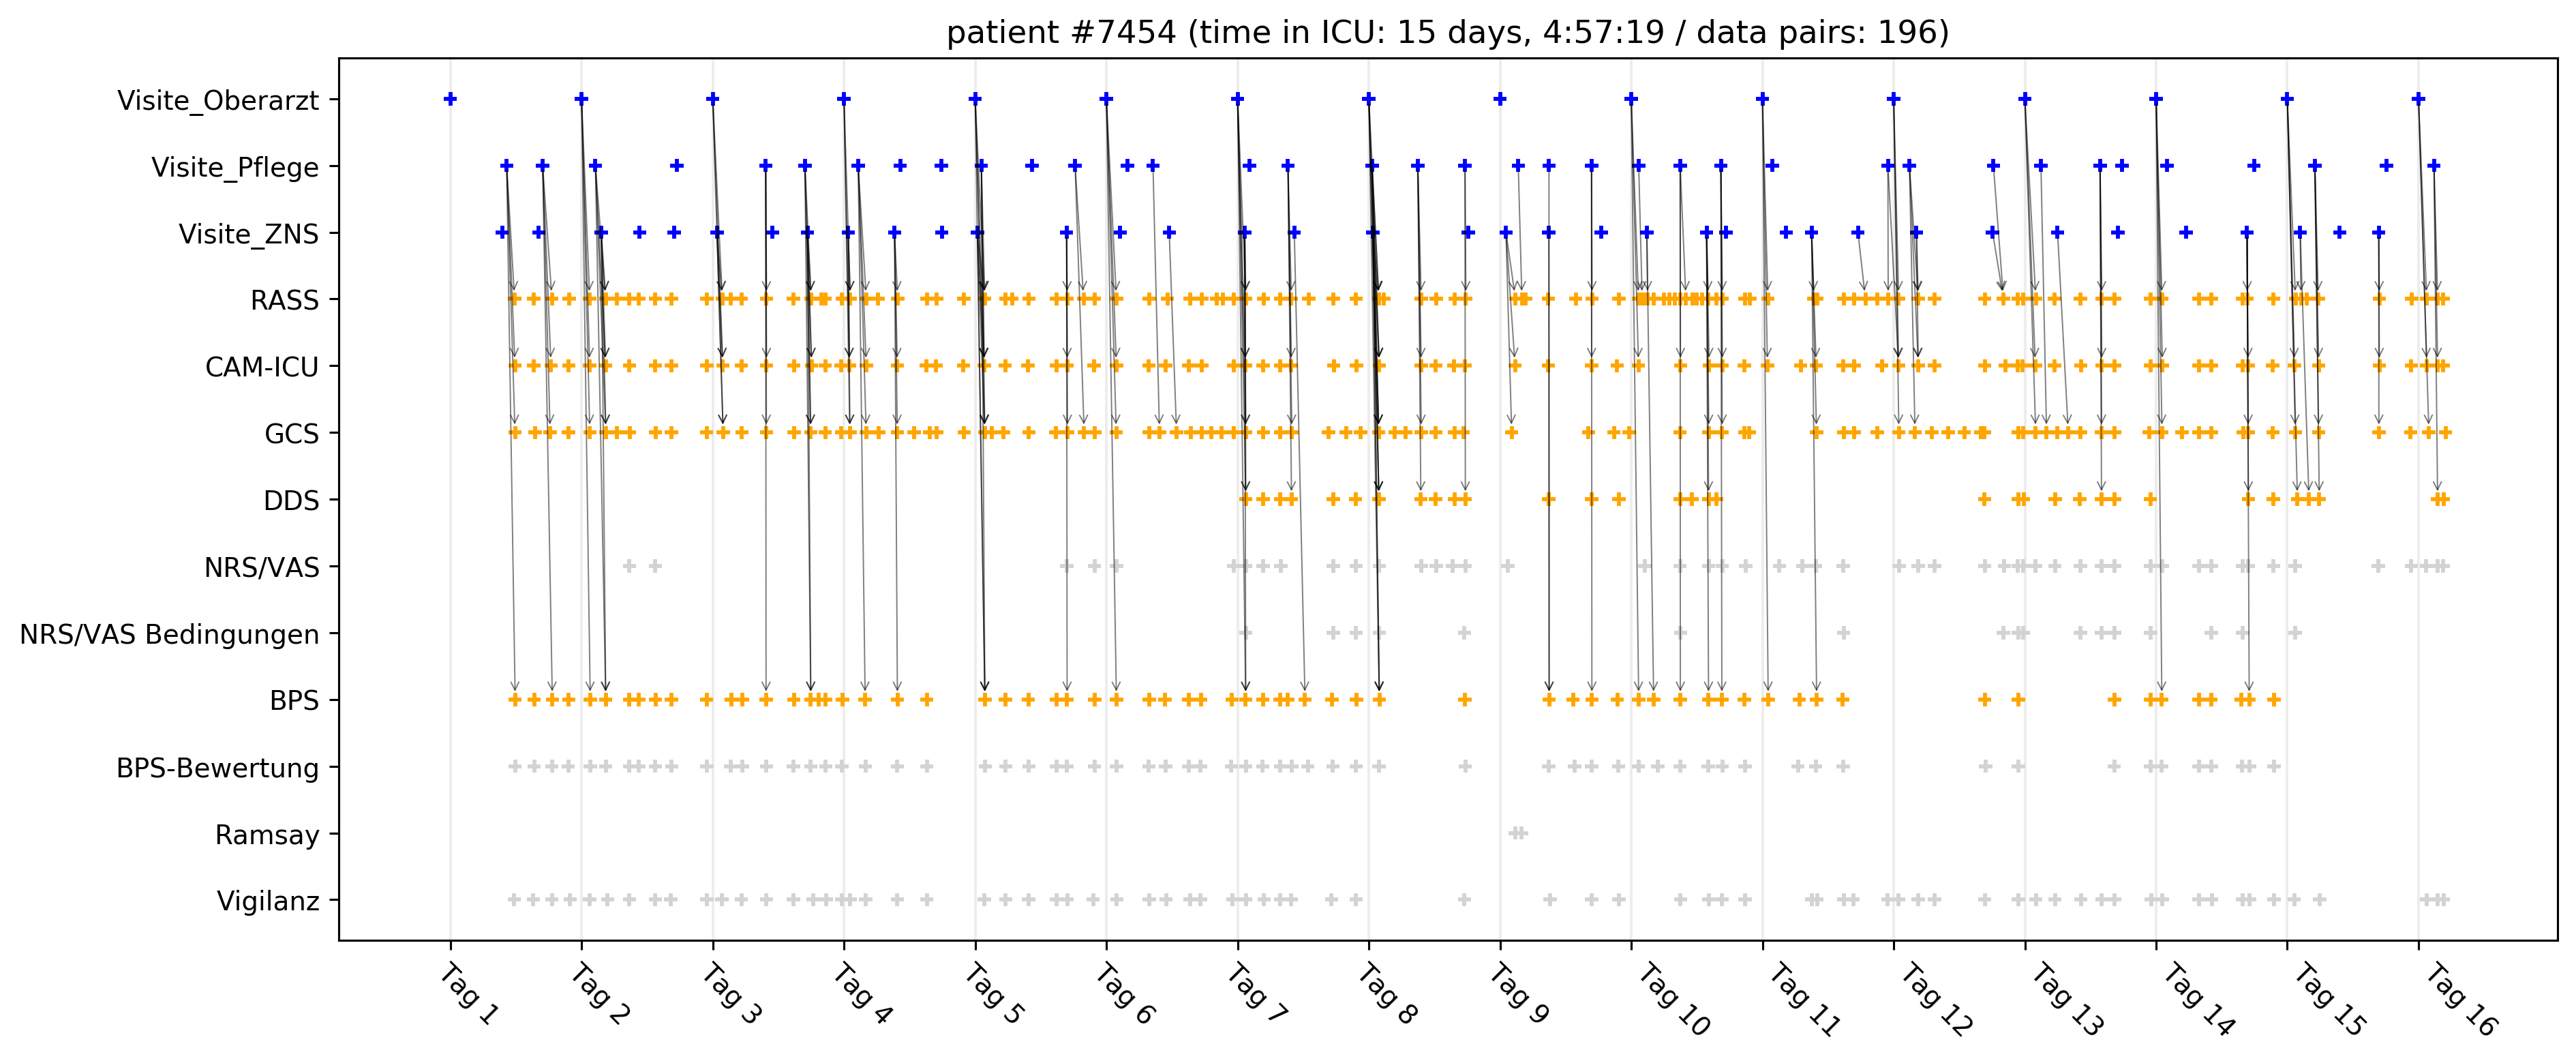 patient #7454 (time in ICU: 15 days, 4:57:19 / data pairs: 196)
Visite_Oberarzt
Visite_Pflege
Visite_ZNS
RASS
CAM-ICU
GCS
DDS
NRS/VAS
NRS/VAS Bedingungen
BPS
BPS-Bewertung
Ramsay
Vigilanz
Tag 1
Tag 2
Tag 3
Tag 4
Tag 5
Tag 6
Tag 7
Tag 8
Tag 9
Tag 10
Tag 11
Tag 12
Tag 13
Tag 14
Tag 15
Tag 16